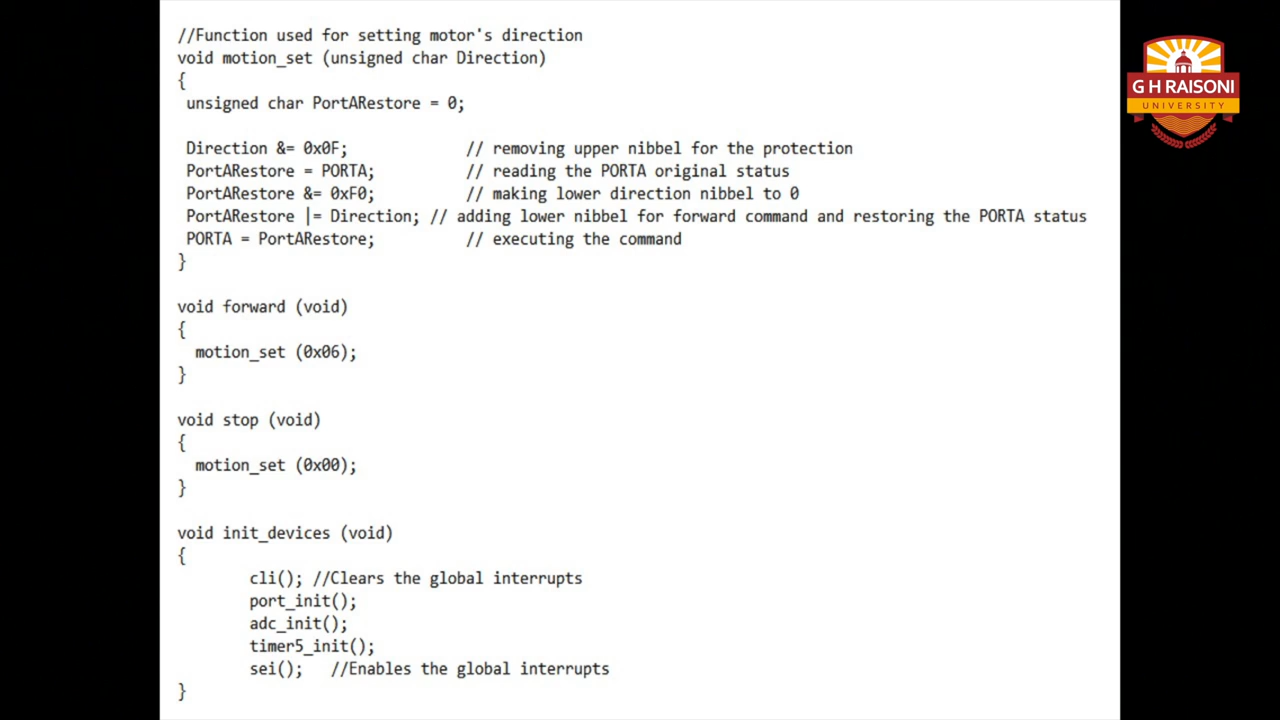 //Function used for setting motor's direction
void motion_set (unsigned char Direction)
{
unsigned char PortARestore = 0;
Direction &= 0x0F; // removing upper nibbel for the protection
PortARestore = PORTA; // reading the PORTA original status
PortARestore &= 0xF0; // making lower direction nibbel to 0
PortARestore |= Direction; // adding lower nibbel for forward command and restoring the PORTA status
PORTA = PortARestore; // executing the command
}
void forward (void)
{
motion_set (0x06);
}
void stop (void)
{
motion_set (0x00);
}
void init_devices (void)
{
cli(); //Clears the global interrupts
port_init();
adc_init();
timer5_init();
sei(); //Enables the global interrupts
}
G H RAISONI
UNIVERSITY